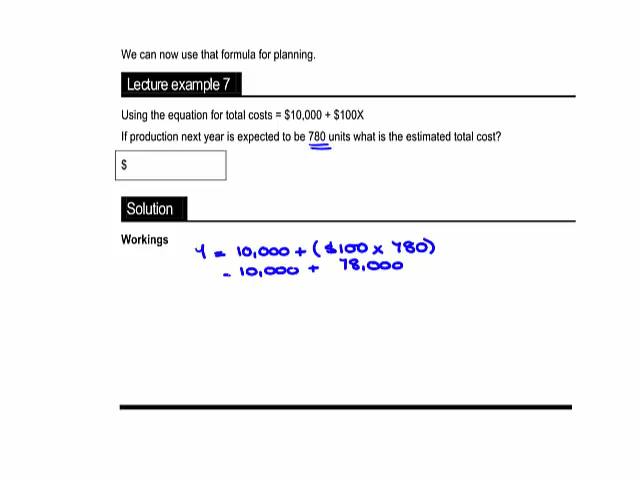 We can now use that formula for planning.
Lecture example 7
Using the equation for total costs = $10,000 + $100X
If production next year is expected to be 780 units what is the estimated total cost?
$
Solution
Workings
Y = 10,000 + ($100 x 780)
= 10,000 + 78,000